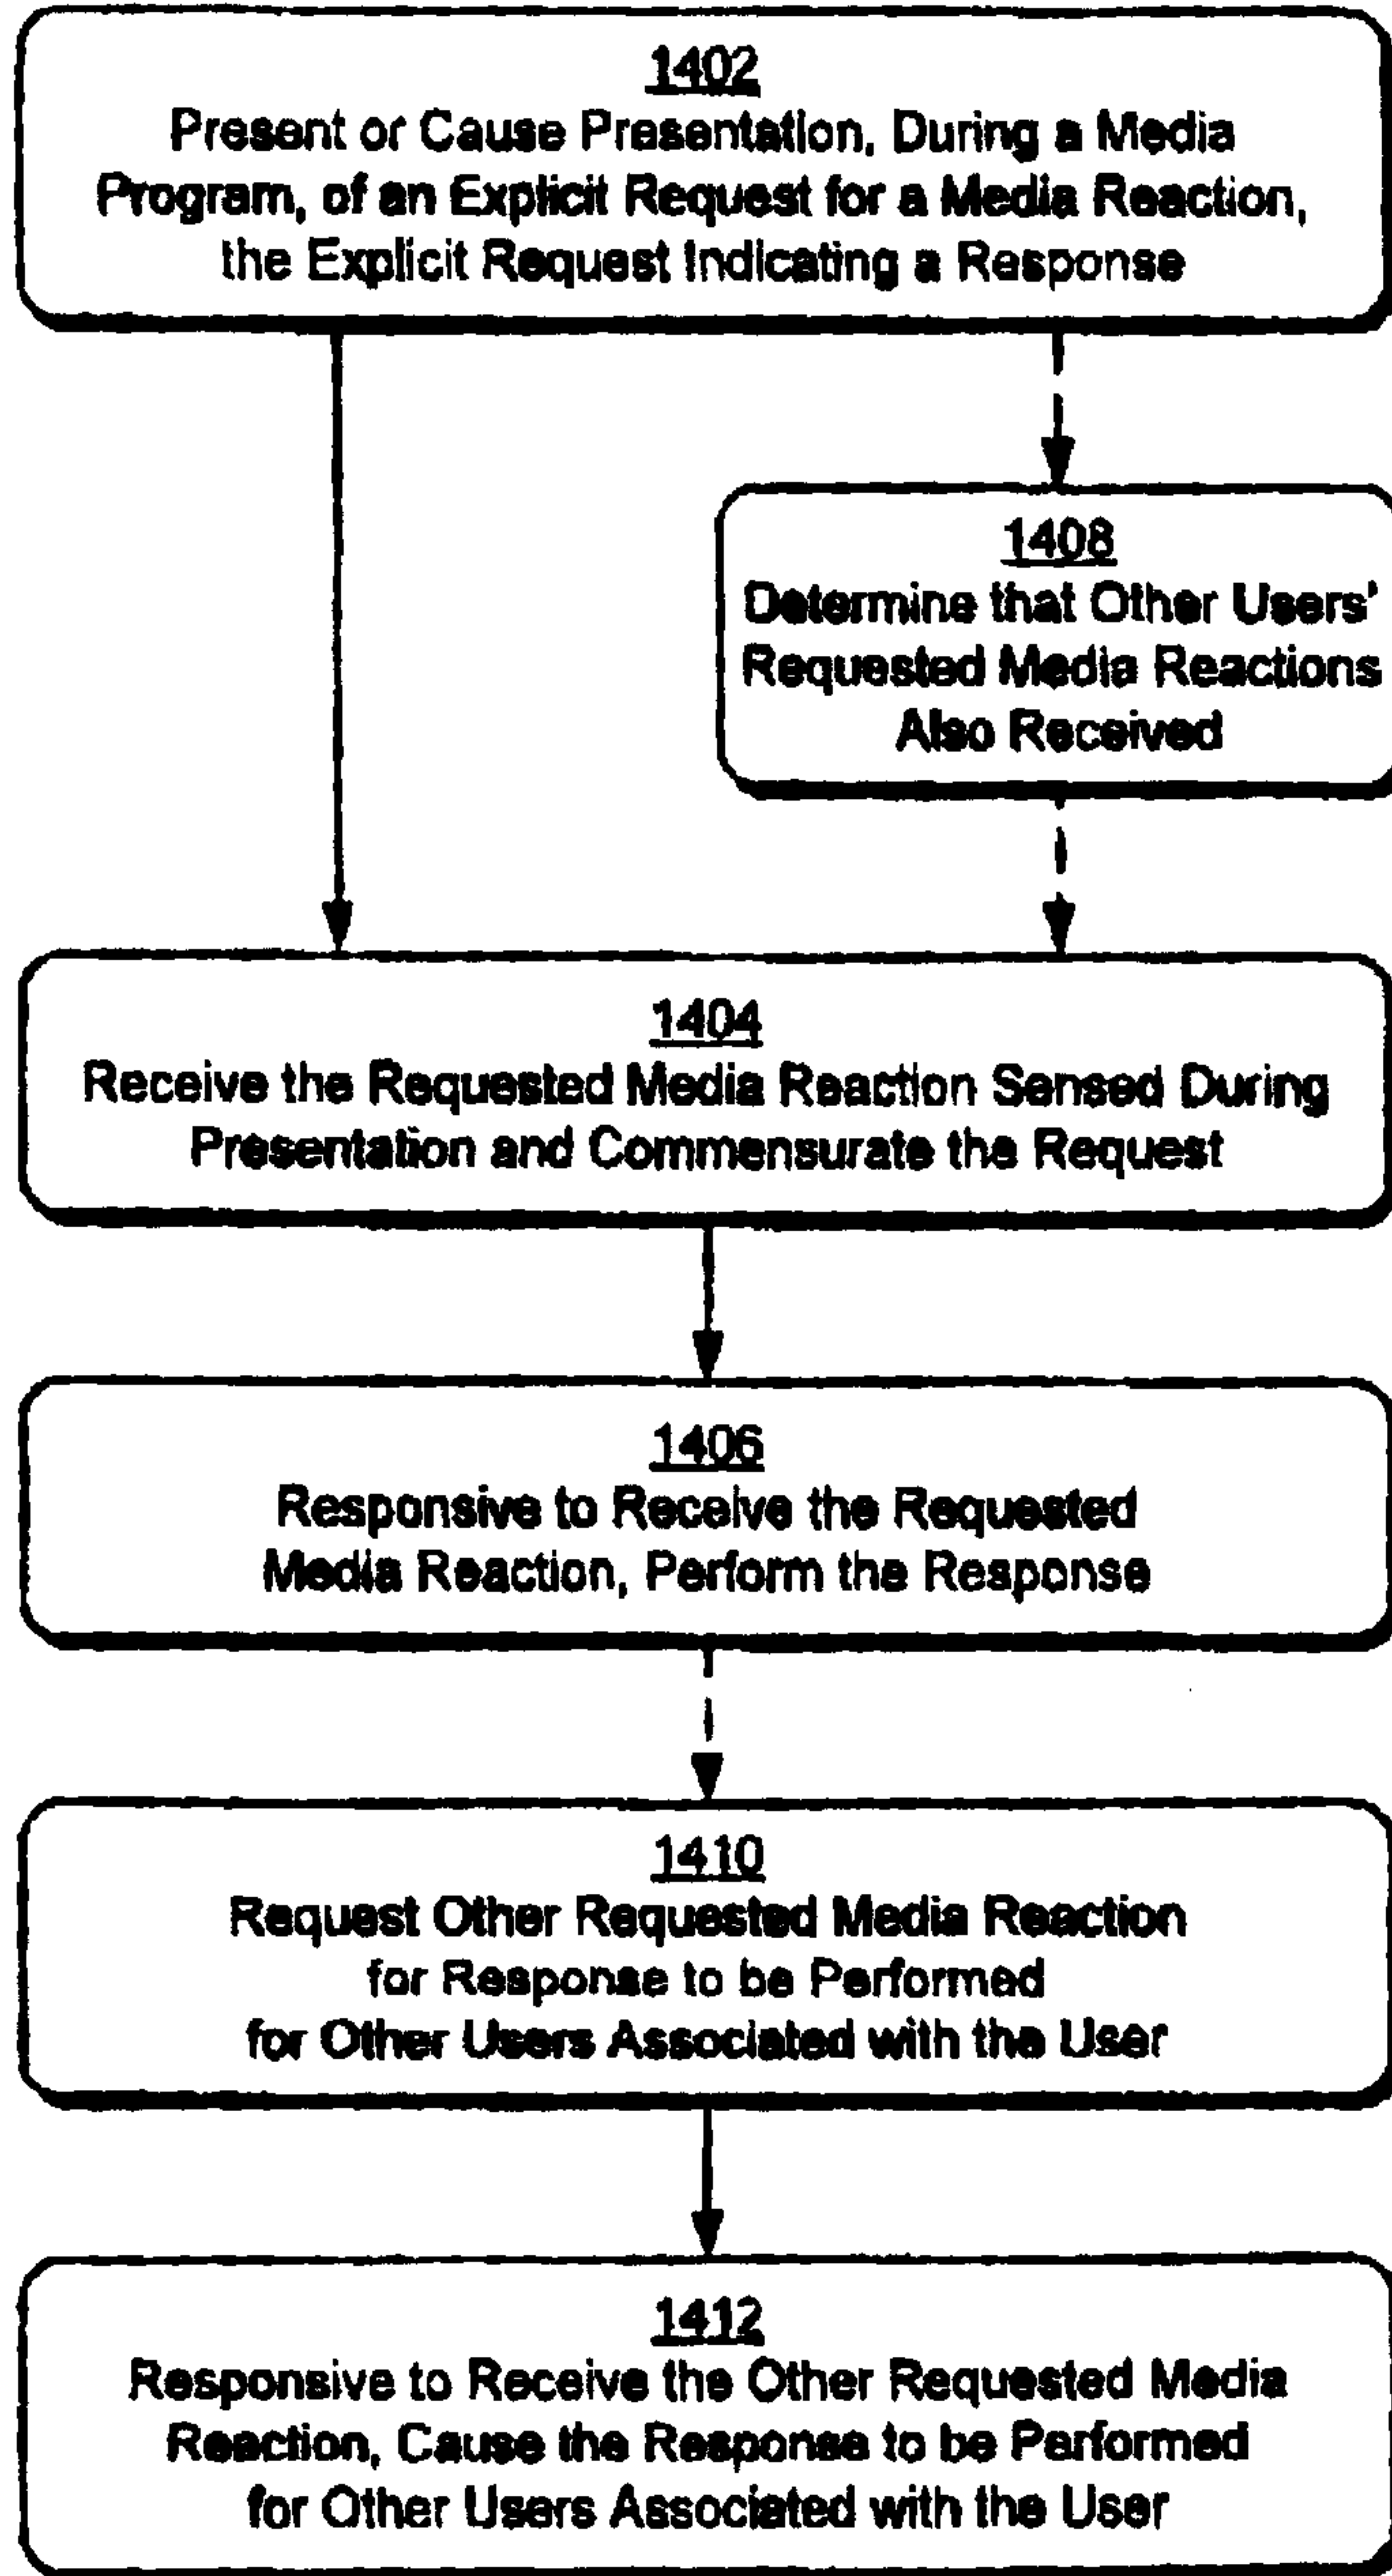 1402
Present or Cause Presentation, During a Media
Program, of an Explicit Request for a Media Reaction,
the Explicit Request Indicating a Response
1408
Determine that Other Users'
Requested Media Reactions
Also Received
1404
Receive the Requested Media Reaction Sensed During
Presentation and Commensurate the Request
1406
Responsive to Receive the Requested
Media Reaction, Perform the Response
1410
Request Other Requested Media Reaction
for Response to be Performed
for Other Users Associated with the User
1412
Responsive to Receive the Other Requested Media
Reaction, Cause the Response to be Performed
for Other Users Associated with the User